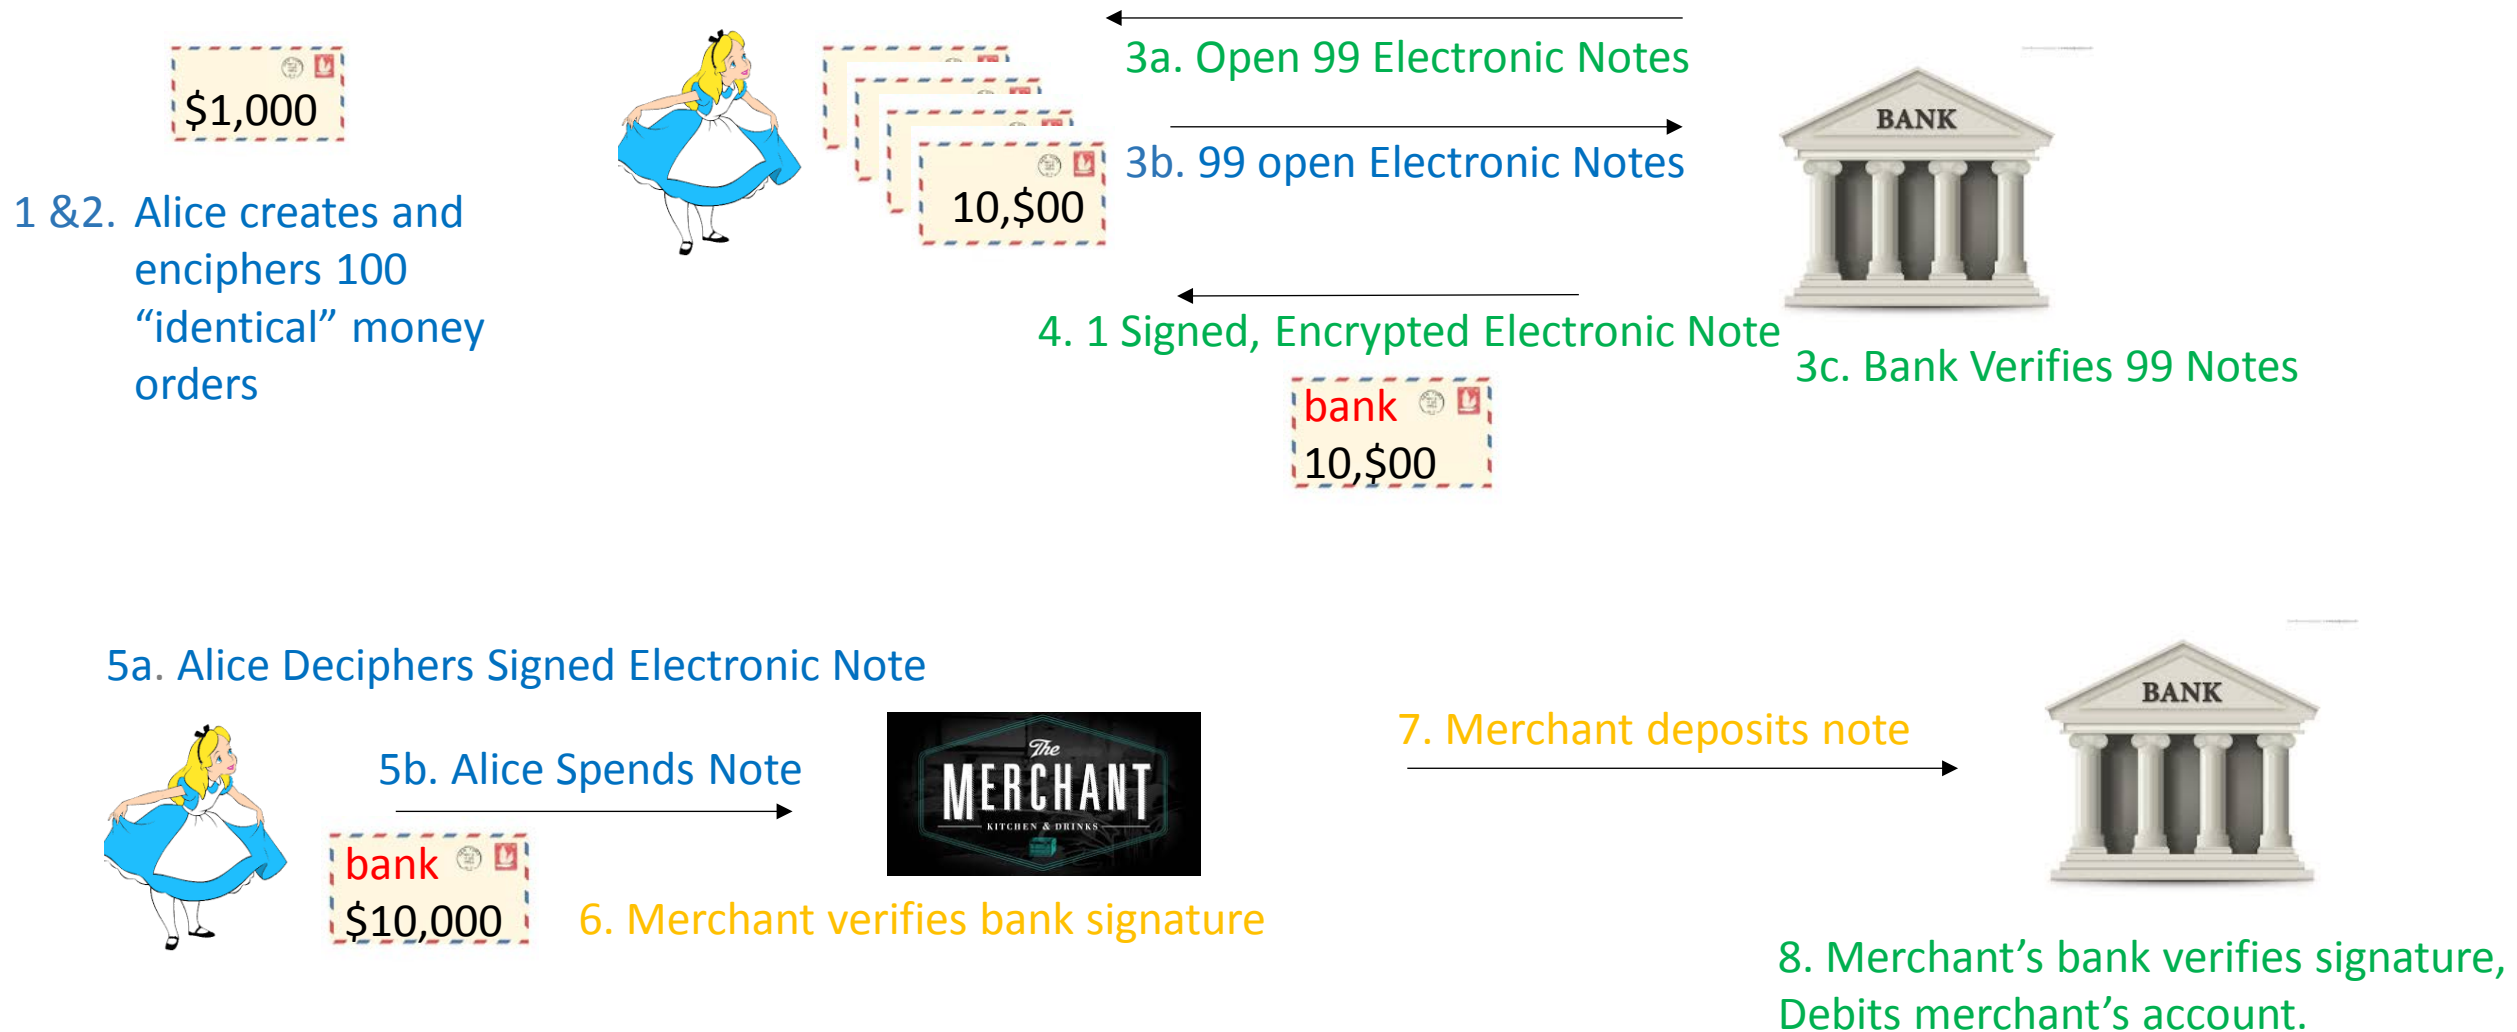 $1,000
1 &2. Alice creates and
enciphers 100
“identical” money
orders
10,$00
3a. Open 99 Electronic Notes
3b. 99 open Electronic Notes
BANK
4. 1 Signed, Encrypted Electronic Note
bank
10,$00
3c. Bank Verifies 99 Notes
5a. Alice Deciphers Signed Electronic Note
5b. Alice Spends Note
bank
$10,000
The
MERCHANT
KITCHEN & DRINKS
6. Merchant verifies bank signature
7. Merchant deposits note
BANK
8. Merchant’s bank verifies signature,
Debits merchant’s account.